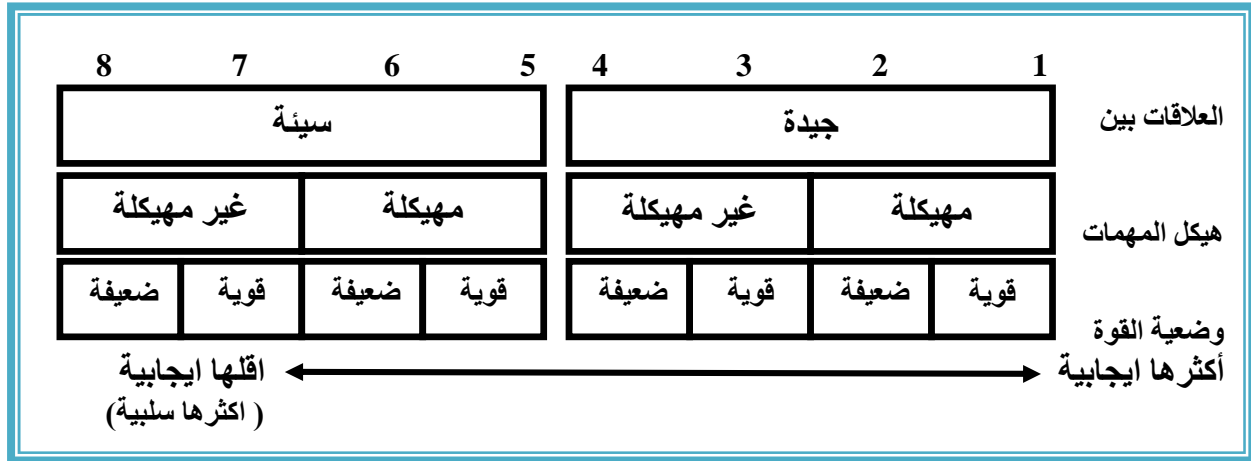 1 2 3 4 5 6 7 8
العلاقات بين جيدة سيئة
هيكل المهمات مهيكلة غير مهيكلة مهيكلة غير مهيكلة
وضعية القوة قوية ضعيفة قوية ضعيفة قوية ضعيفة قوية ضعيفة
أكثرها ايجابية اقلها ايجابية
( اكثرها سلبية)